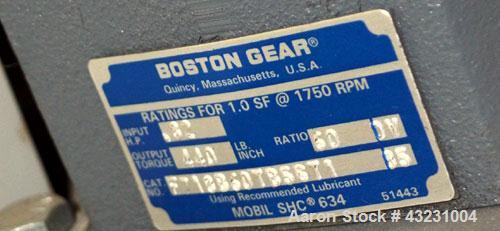 BOSTON GEAR®
Quincy, Massachusetts, U.S.A.
RATINGS FOR 1.0 SF @ 1750 RPM
INPUT H.P. RATIO 60
OUTPUT TORQUE LB. INCH
CAT. NO.
Using Recommended Lubricant
MOBIL SHC® 634 51443
Aaron Stock # 43231004